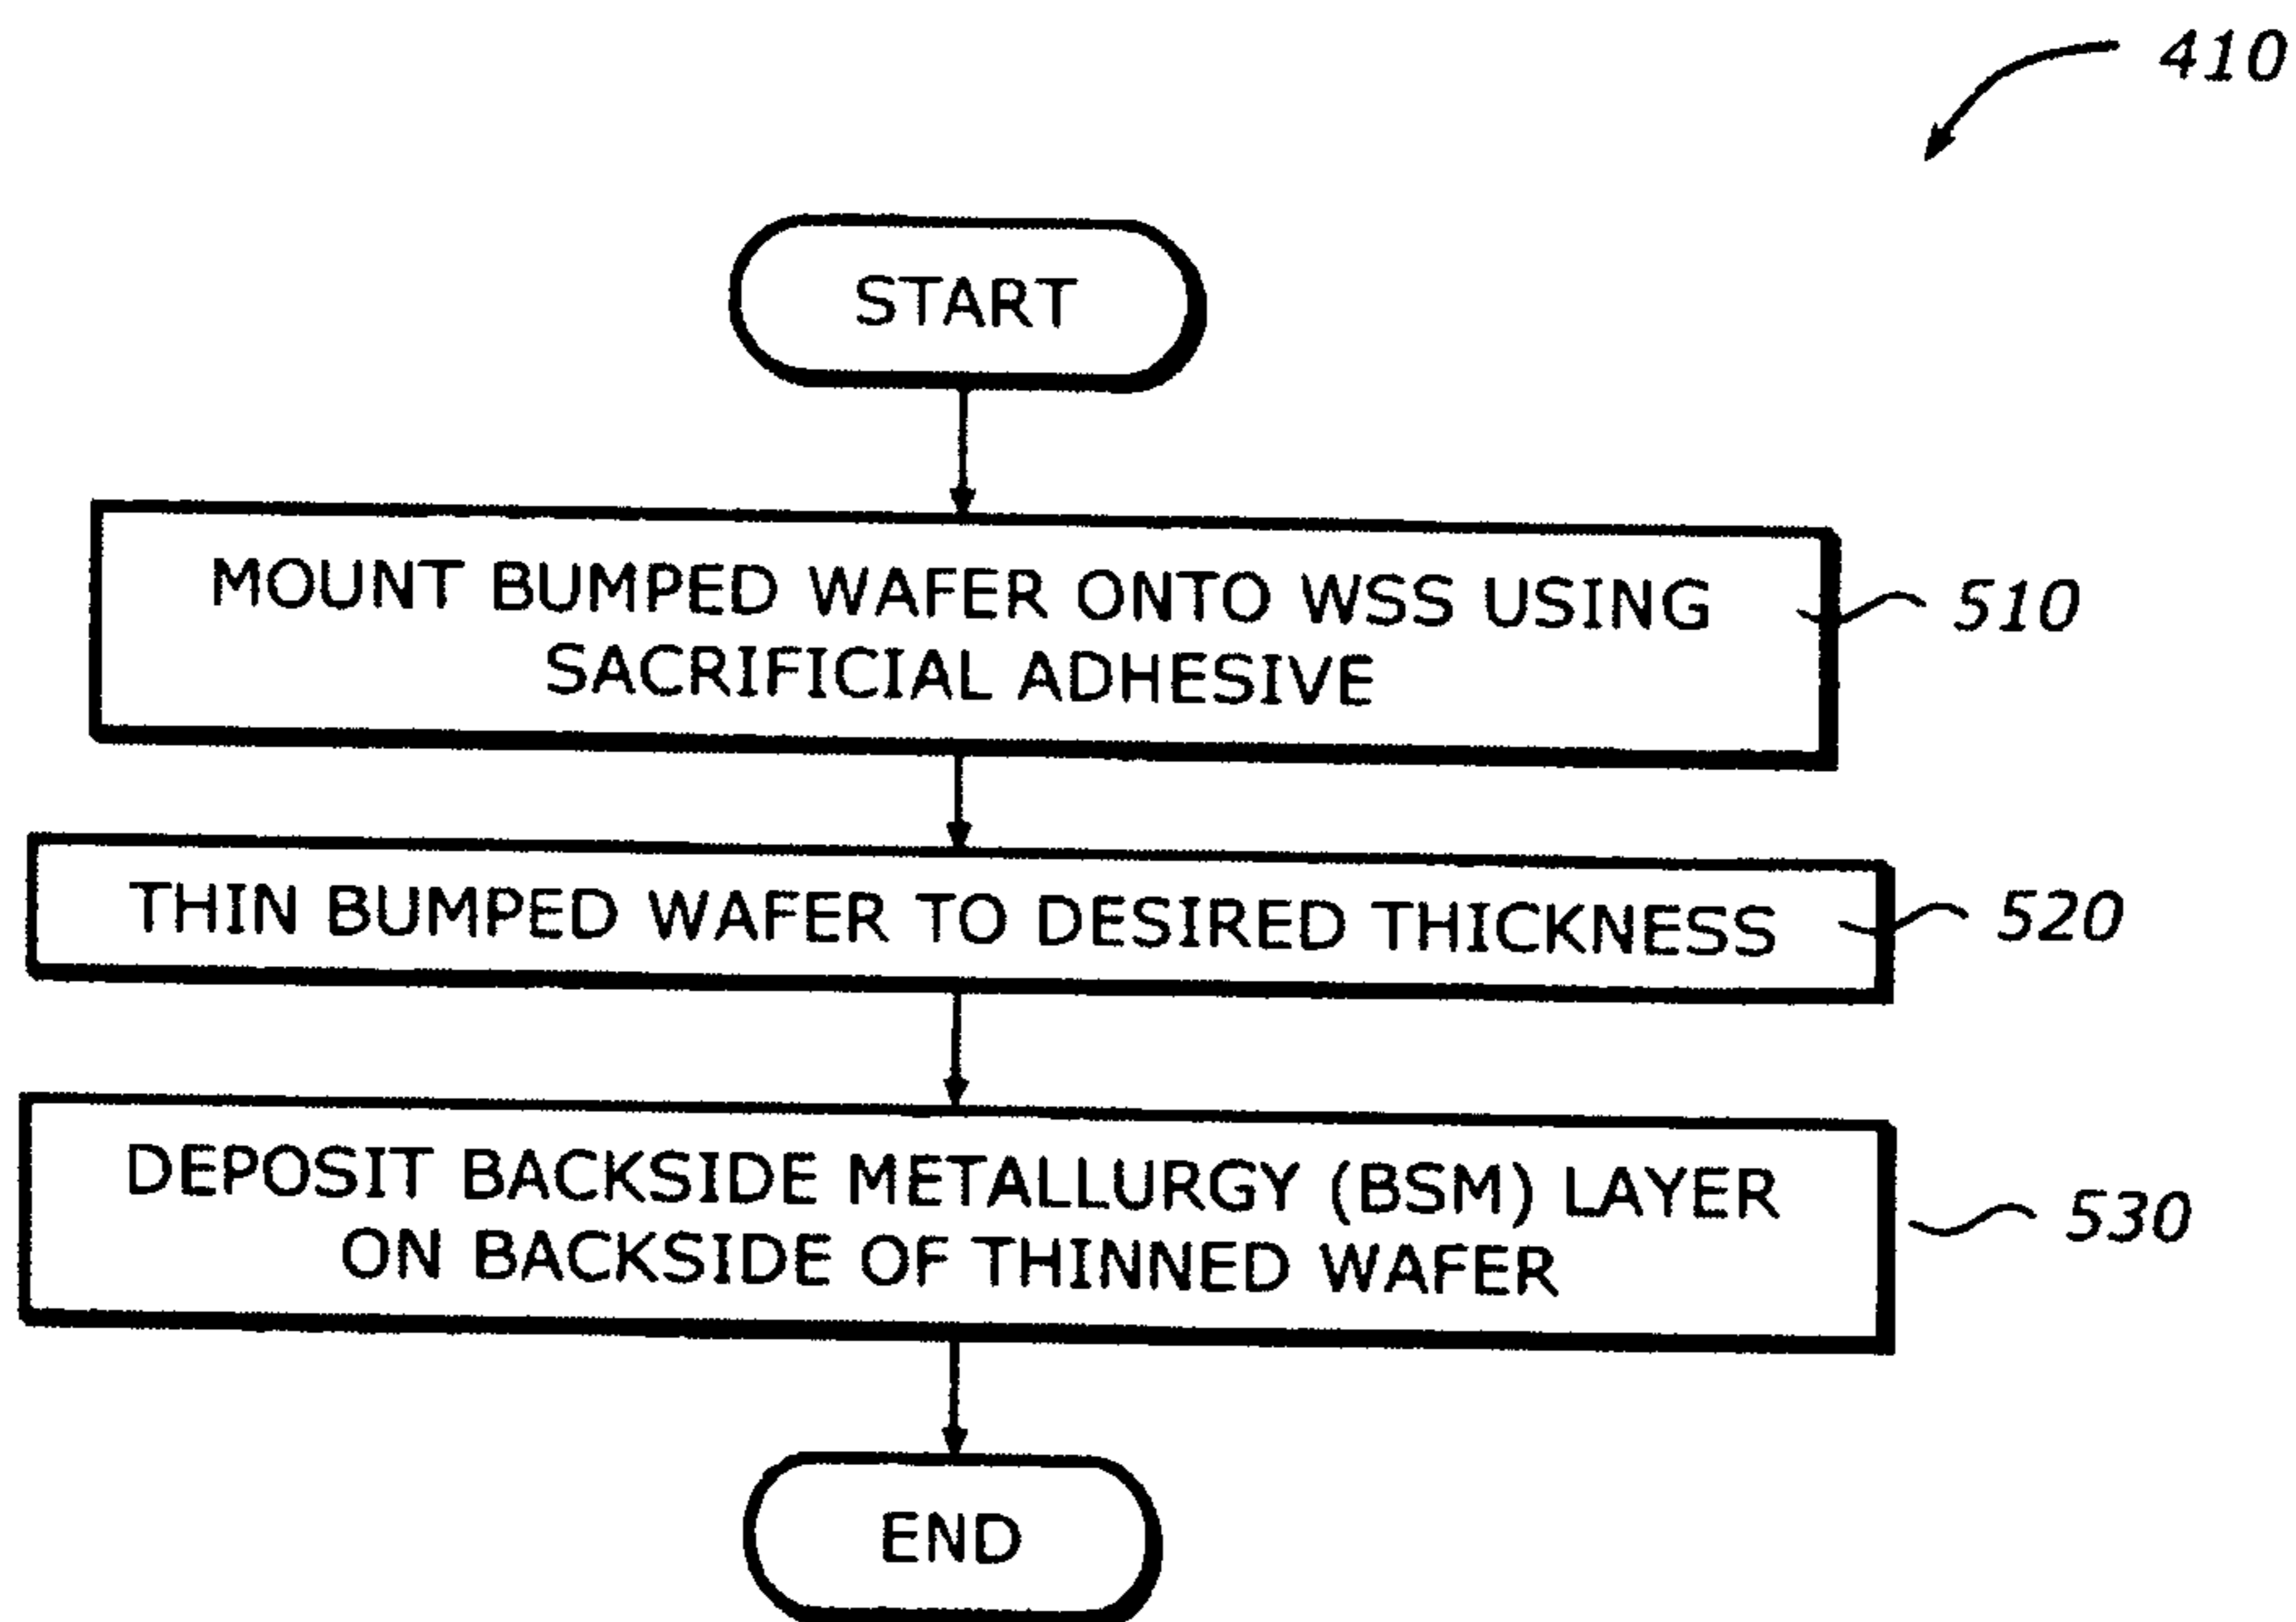 410
START
MOUNT BUMPED WAFER ONTO WSS USING
SACRIFICIAL ADHESIVE
510
THIN BUMPED WAFER TO DESIRED THICKNESS
520
DEPOSIT BACKSIDE METALLURGY (BSM) LAYER
ON BACKSIDE OF THINNED WAFER
530
END